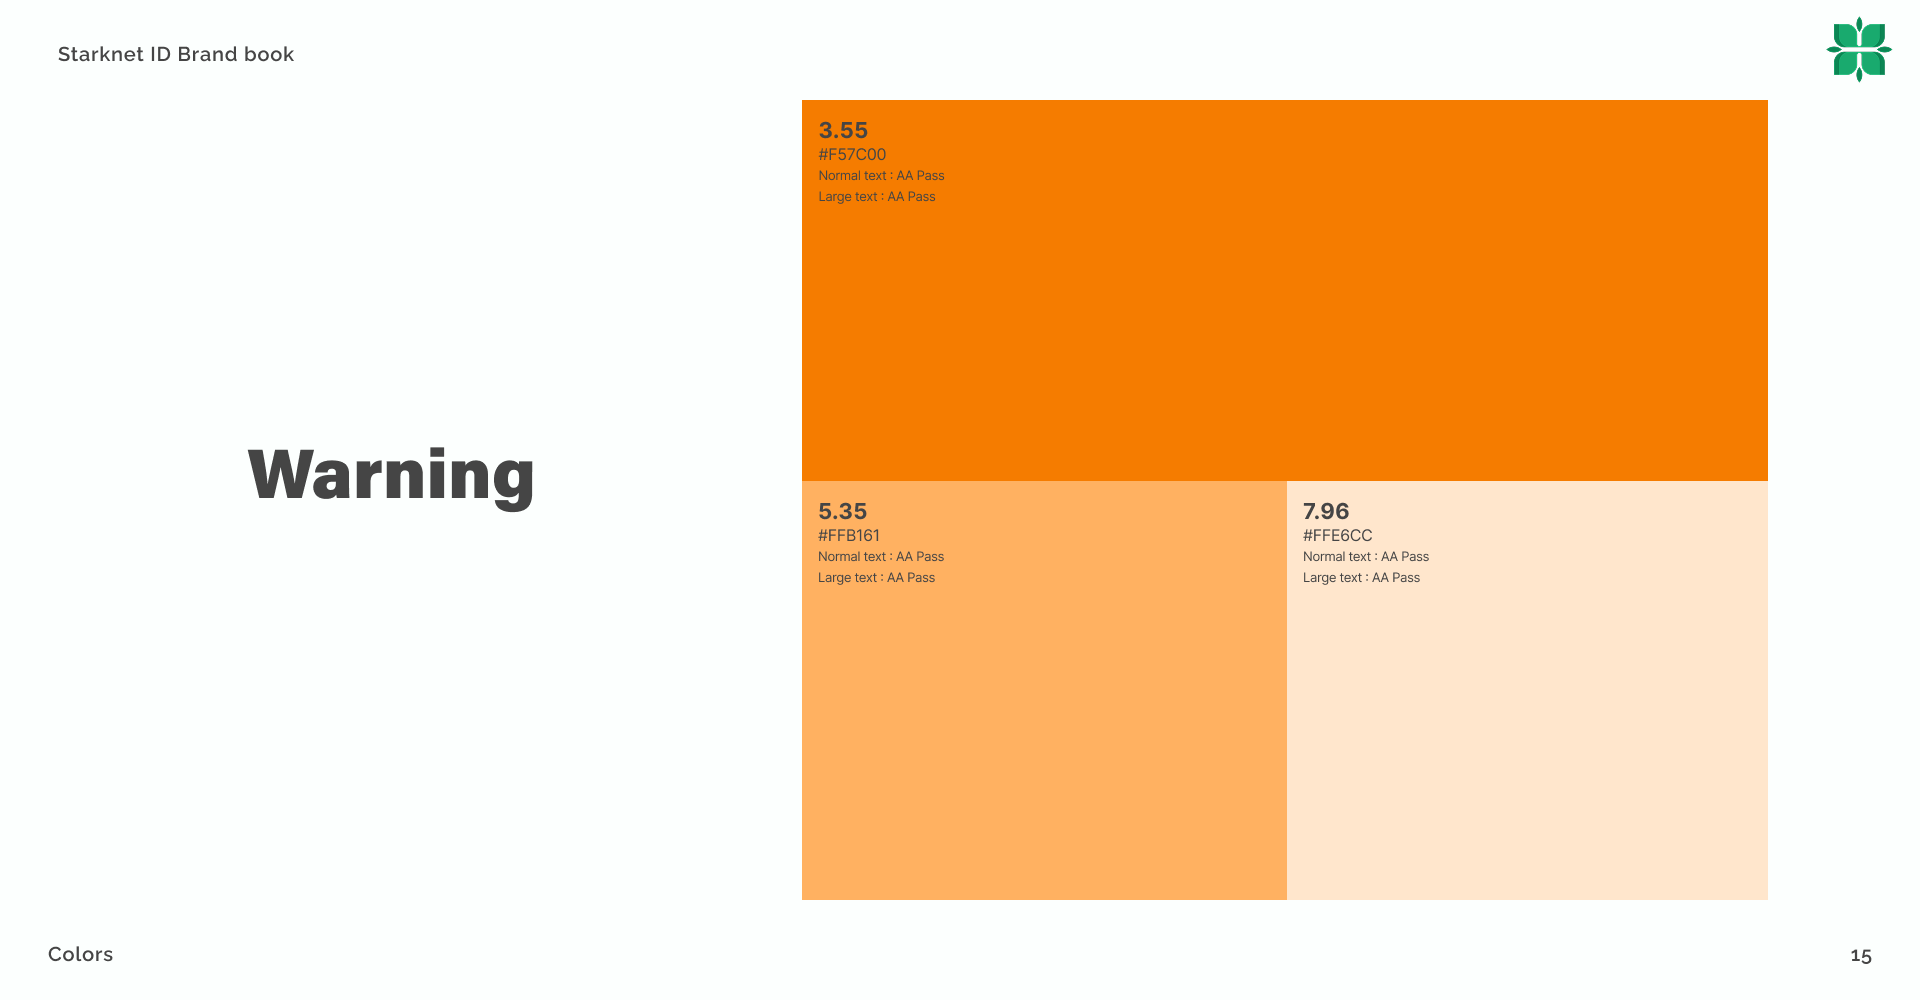 Starknet ID Brand book
3.55
#F57C00
Normal text : AA Pass
Large text : AA Pass
Warning
5.35
#FFB161
Normal text : AA Pass
Large text : AA Pass
7.96
#FFE6CC
Normal text : AA Pass
Large text : AA Pass
Colors
15